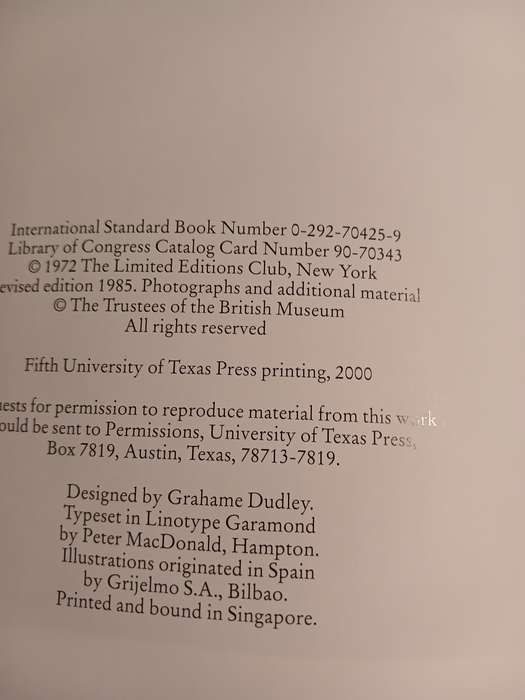 International Standard Book Number 0-292-70425-9
Library of Congress Catalog Card Number 90-70343
© 1972 The Limited Editions Club, New York
evised edition 1985. Photographs and additional material
© The Trustees of the British Museum
All rights reserved
Fifth University of Texas Press printing, 2000
uests for permission to reproduce material from this work
ould be sent to Permissions, University of Texas Press,
Box 7819, Austin, Texas, 78713-7819.
Designed by Grahame Dudley.
Typeset in Linotype Garamond
by Peter MacDonald, Hampton.
Illustrations originated in Spain
by Grijelmo S.A., Bilbao.
Printed and bound in Singapore.